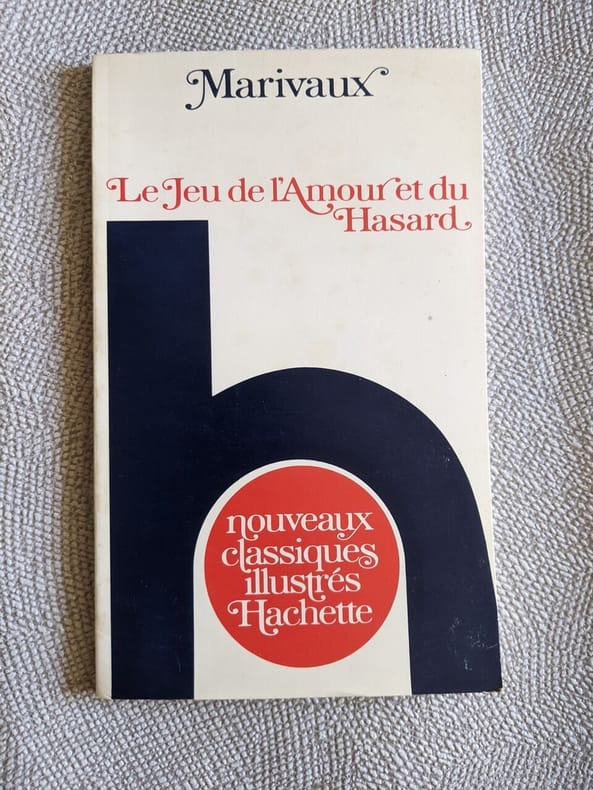 Marivaux
Le Jeu de l'Amour et du
Hasard
nouveaux
classiques
illustrés
Hachette